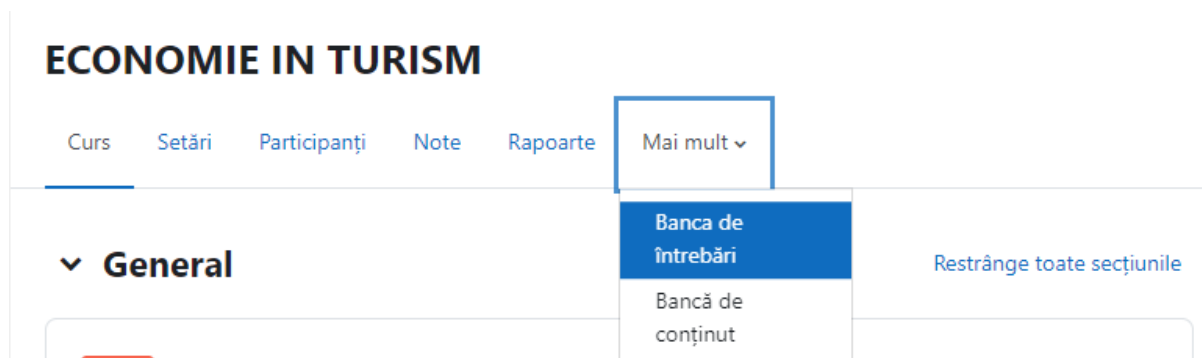 ECONOMIE IN TURISM
Curs Setări Participanți Note Rapoarte Mai mult
Banca de
întrebări
General
Restrânge toate secțiunile
Bancă de
conținut